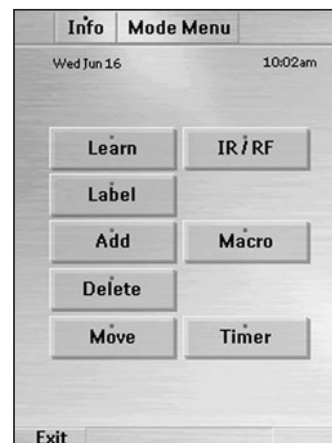 Info Mode Menu
Wed Jun 16 10:02am
Learn IR/RF
Label
Add Macro
Delete
Move Timer
Exit